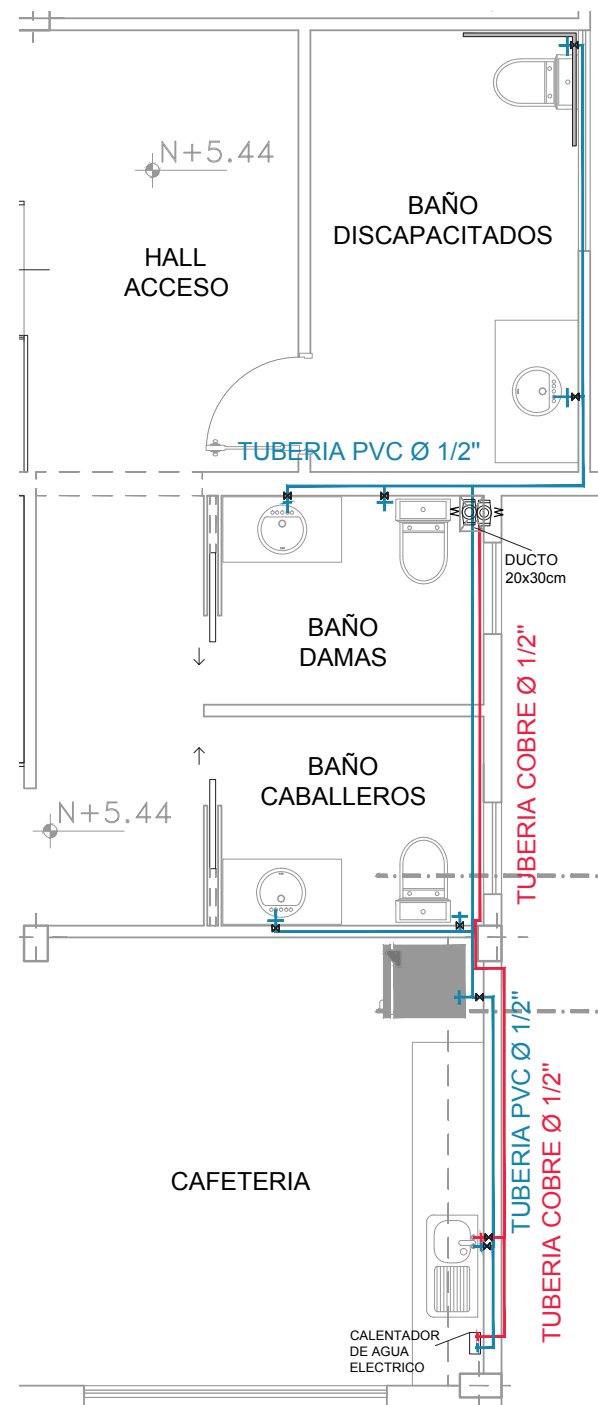 N+5.44
BAÑO
DISCAPACITADOS
HALL
ACCESO
TUBERIA PVC Ø 1/2"
DUCTO
20x30cm
BAÑO
DAMAS
TUBERIA COBRE Ø 1/2"
BAÑO
CABALLEROS
N+5.44
TUBERIA PVC Ø 1/2"
TUBERIA COBRE Ø 1/2"
CAFETERIA
CALENTADOR
DE AGUA
ELECTRICO